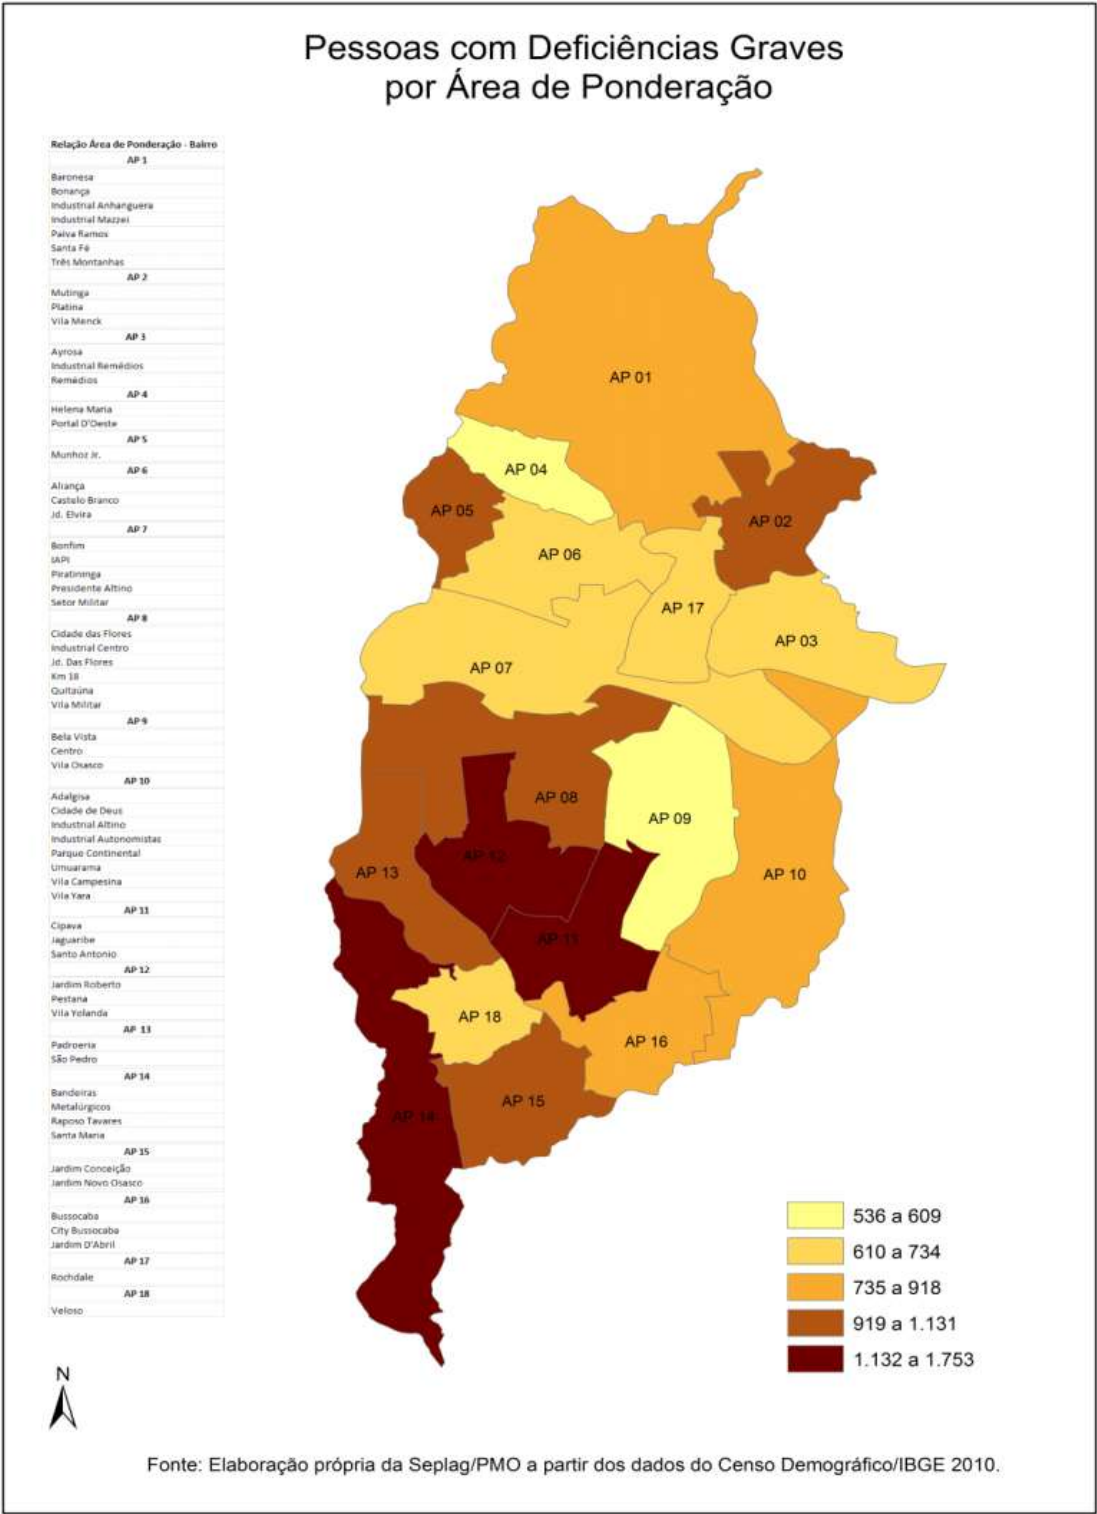 Pessoas com Deficiências Graves
por Área de Ponderação
Relação Área de Ponderação - Bairro
AP 1
Baronesa
Bonança
Industrial Anhanguera
Industrial Mazzei
Paiva Ramos
Santa Fé
Três Montanhas
AP 2
Mutinga
Platina
Vila Menck
AP 3
Ayrosa
Industrial Remédios
Remédios
AP 4
Helena Maria
Portal D'Oeste
AP 5
Munhoz Jr.
AP 6
Aliança
Castelo Branco
Jd. Elvira
AP 7
Bonfim
IAPI
Piratininga
Presidente Altino
Setor Militar
AP 8
Cidade das Flores
Industrial Centro
Jd. Das Flores
Km 18
Quitaúna
Vila Militar
AP 9
Bela Vista
Centro
Vila Osasco
AP 10
Adalgisa
Cidade de Deus
Industrial Altino
Industrial Autonomistas
Parque Continental
Umuarama
Vila Campesina
Vila Yara
AP 11
Cipava
Jaguaribe
Santo Antonio
AP 12
Jardim Roberto
Pestana
Vila Yolanda
AP 13
Padroeria
São Pedro
AP 14
Bandeiras
Metalúrgicos
Raposo Tavares
Santa Maria
AP 15
Jardim Conceição
Jardim Novo Osasco
AP 16
Bussocaba
City Bussocaba
Jardim D'Abril
AP 17
Rochdale
AP 18
Veloso
AP 01
AP 04
AP 05
AP 02
AP 06
AP 17
AP 03
AP 07
AP 08
AP 09
AP 12
AP 13
AP 10
AP 11
AP 18
AP 16
AP 15
AP 14
536 a 609
610 a 734
735 a 918
919 a 1.131
1.132 a 1.753
N
Fonte: Elaboração própria da Seplag/PMO a partir dos dados do Censo Demográfico/IBGE 2010.